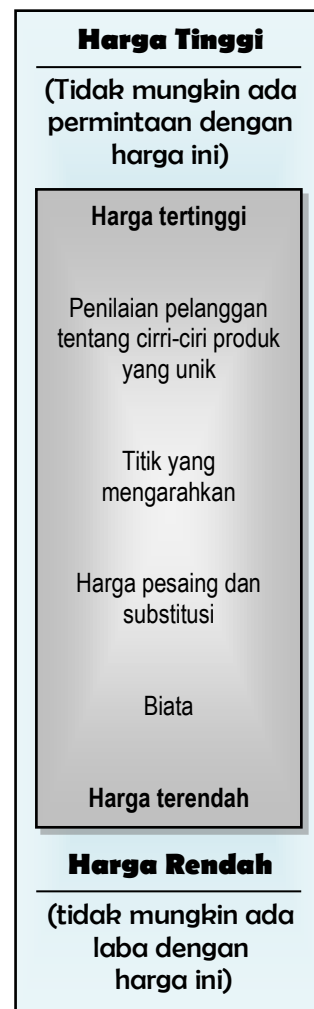 Harga Tinggi
(Tidak mungkin ada
permintaan dengan
harga ini)
Harga tertinggi
Penilaian pelanggan
tentang cirri-ciri produk
yang unik
Titik yang
mengarahkan
Harga pesaing dan
substitusi
Biata
Harga terendah
Harga Rendah
(tidak mungkin ada
laba dengan
harga ini)